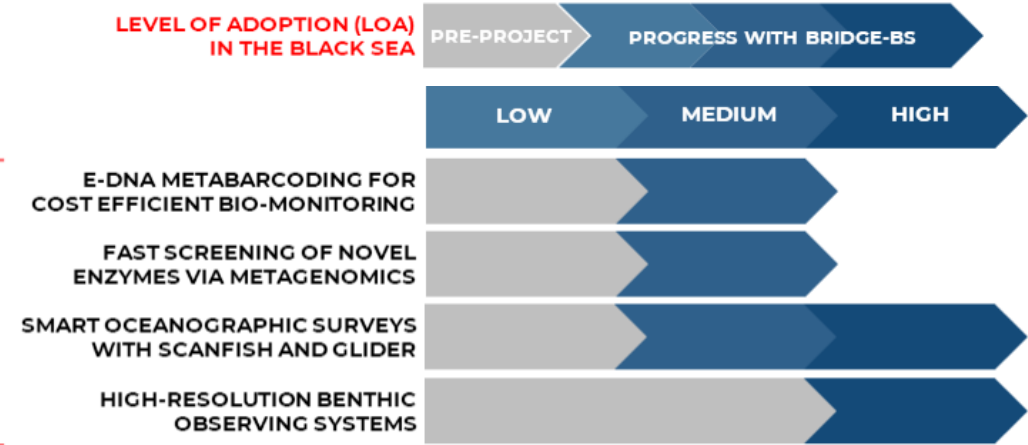 LEVEL OF ADOPTION (LOA)
IN THE BLACK SEA
PRE-PROJECT
PROGRESS WITH BRIDGE-BS
LOW
MEDIUM
HIGH
E-DNA METABARCODING FOR
COST EFFICIENT BIO-MONITORING
FAST SCREENING OF NOVEL
ENZYMES VIA METAGENOMICS
SMART OCEANOGRAPHIC SURVEYS
WITH SCANFISH AND GLIDER
HIGH-RESOLUTION BENTHIC
OBSERVING SYSTEMS